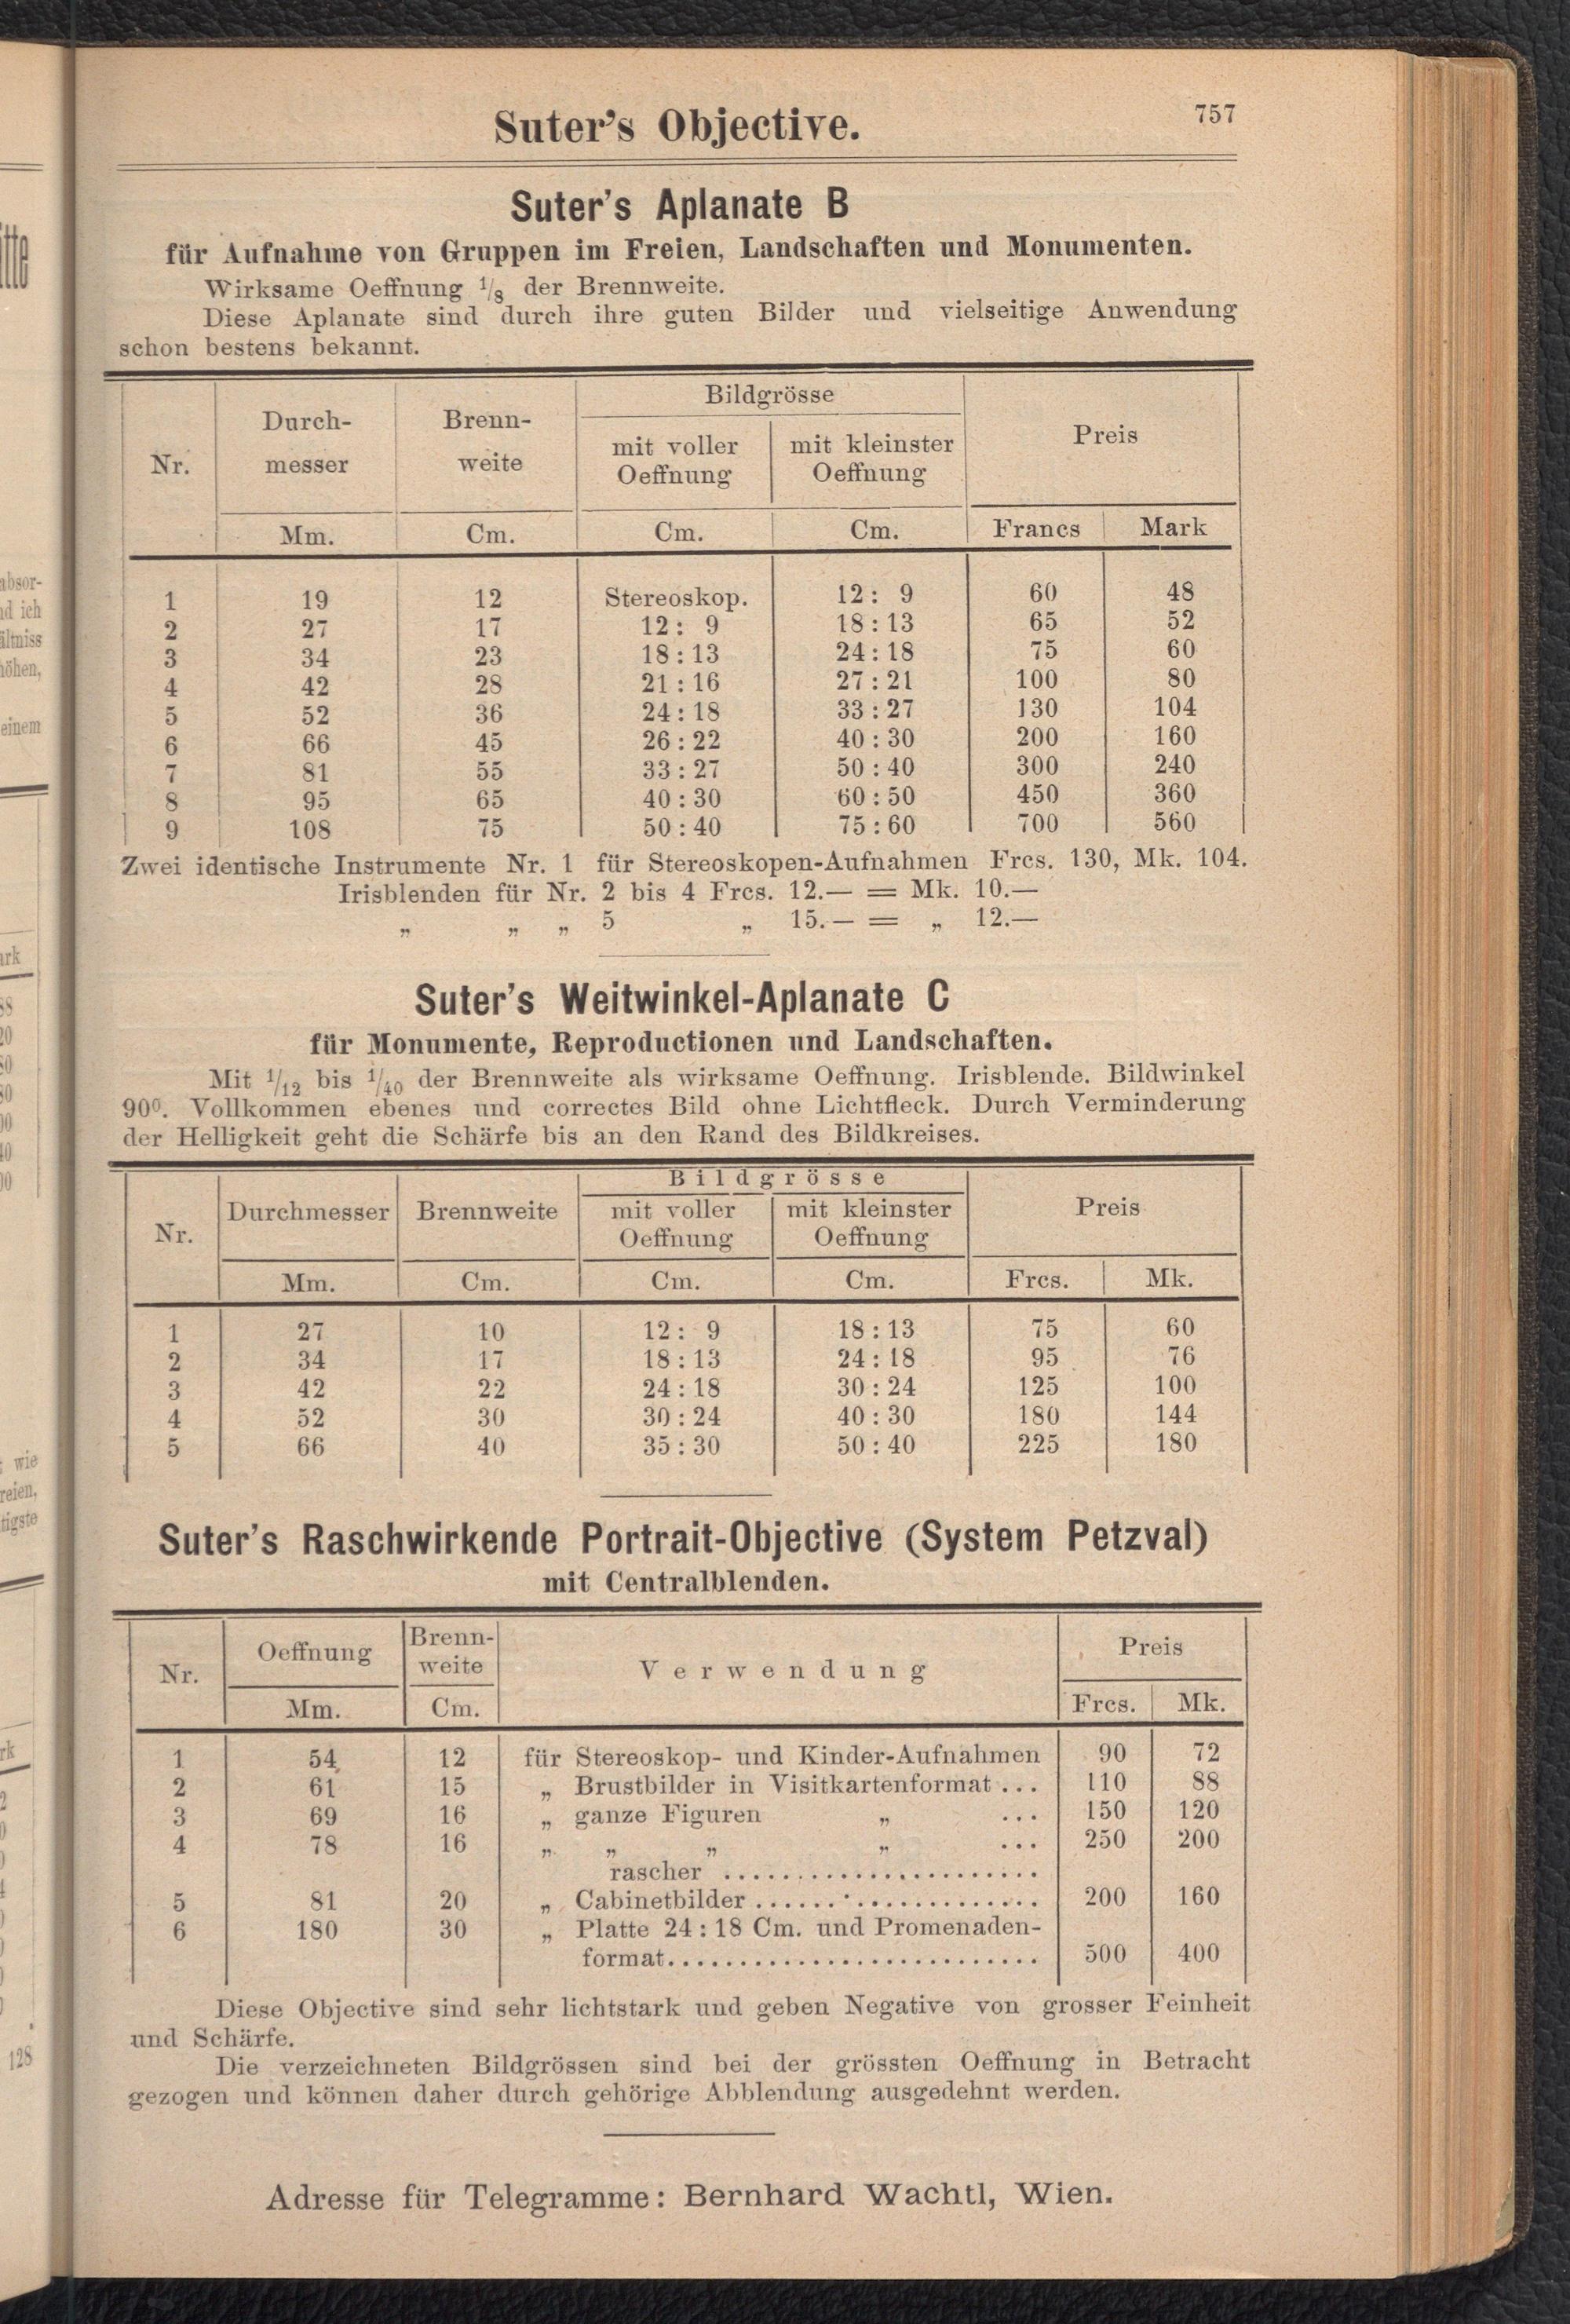 757
Suter's Objective.
Suter's Aplanate B
für Aufnahme von Gruppen im Freien, Landschaften und Monumenten.
Wirksame Oeffnung 1/8 der Brennweite.
Diese Aplanate sind durch ihre guten Bilder und vielseitige Anwendung
schon bestens bekannt.
Bildgrösse
Durch- Brenn- Preis
mit voller mit kleinster
Nr. messer weite Oeffnung Oeffnung
Mm. Cm. Cm. Cm. Francs Mark
1 19 12 Stereoskop. 12: 9 60 48
2 27 17 12: 9 18:13 65 52
3 34 23 18:13 24:18 75 60
4 42 28 21:16 27:21 100 80
5 52 36 24:18 33:27 130 104
6 66 45 26:22 40:30 200 160
7 81 55 33:27 50:40 300 240
8 95 65 40:30 60:50 450 360
9 108 75 50:40 75:60 700 560
Zwei identische Instrumente Nr. 1 für Stereoskopen-Aufnahmen Frcs. 130, Mk. 104.
Irisblenden für Nr. 2 bis 4 Frcs. 12.— = Mk. 10.—
„ „ „ 5 „ 15.— = „ 12.—
Suter's Weitwinkel-Aplanate C
für Monumente, Reproductionen und Landschaften.
Mit 1/12 bis 1/40 der Brennweite als wirksame Oeffnung. Irisblende. Bildwinkel
90⁰. Vollkommen ebenes und correctes Bild ohne Lichtfleck. Durch Verminderung
der Helligkeit geht die Schärfe bis an den Rand des Bildkreises.
Bildgrösse
Durchmesser Brennweite mit voller mit kleinster Preis
Nr. Oeffnung Oeffnung
Mm. Cm. Cm. Cm. Frcs. Mk.
1 27 10 12: 9 18:13 75 60
2 34 17 18:13 24:18 95 76
3 42 22 24:18 30:24 125 100
4 52 30 30:24 40:30 180 144
5 66 40 35:30 50:40 225 180
Suter's Raschwirkende Portrait-Objective (System Petzval)
mit Centralblenden.
Oeffnung Brenn- Preis
Nr. weite Verwendung
Mm. Cm. Frcs. Mk.
1 54 12 für Stereoskop- und Kinder-Aufnahmen 90 72
2 61 15 „ Brustbilder in Visitkartenformat ... 110 88
3 69 16 „ ganze Figuren „ ... 150 120
4 78 16 „ „ „ „ ... 250 200
rascher ......................
5 81 20 „ Cabinetbilder .................... 200 160
6 180 30 „ Platte 24:18 Cm. und Promenaden-
format.......................... 500 400
Diese Objective sind sehr lichtstark und geben Negative von grosser Feinheit
und Schärfe.
Die verzeichneten Bildgrössen sind bei der grössten Oeffnung in Betracht
gezogen und können daher durch gehörige Abblendung ausgedehnt werden.
Adresse für Telegramme: Bernhard Wachtl, Wien.